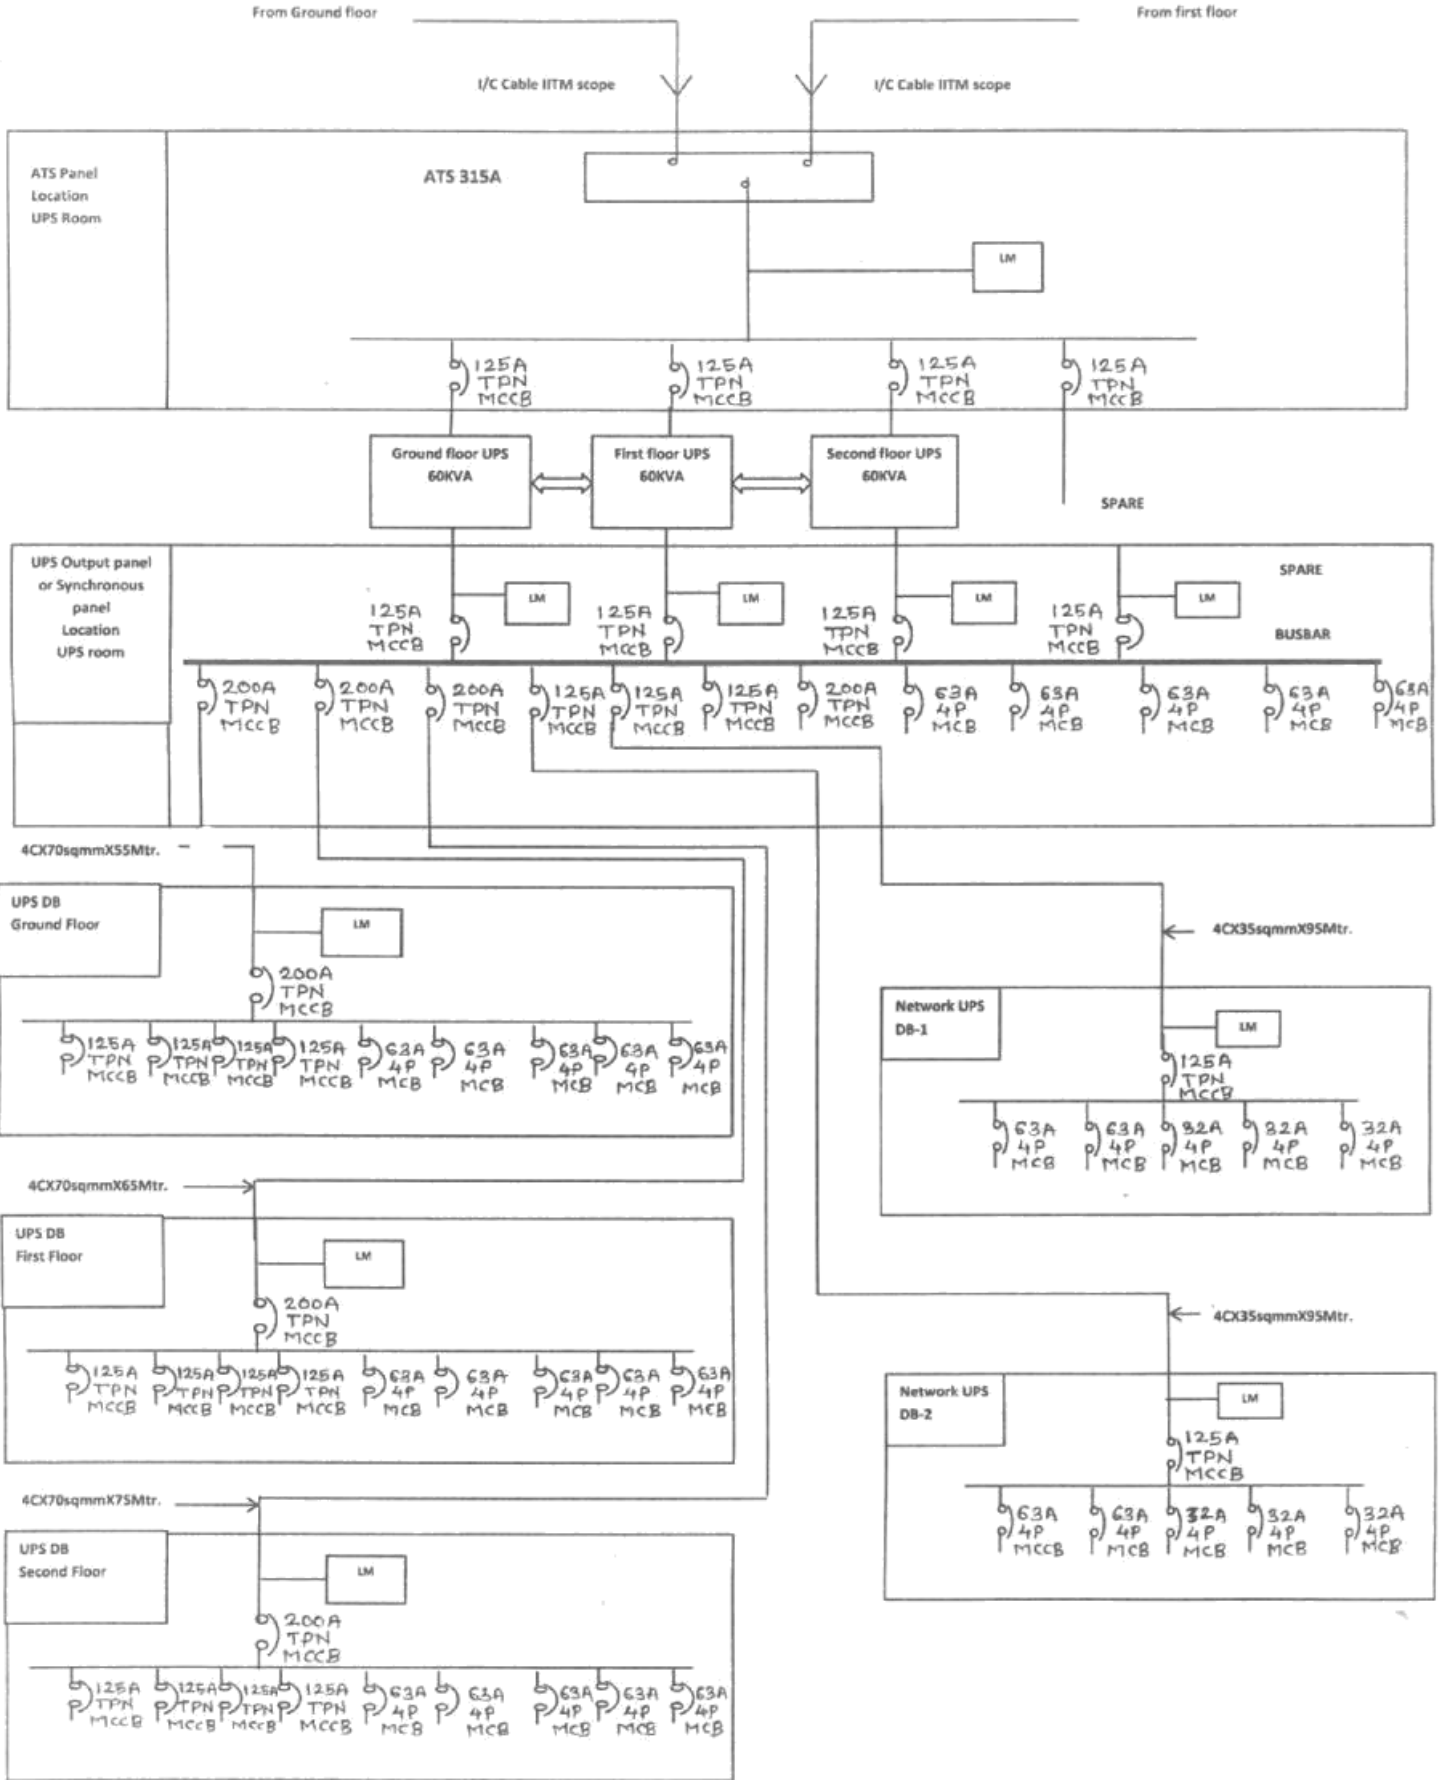 From Ground floor
From first floor
I/C Cable IITM scope
I/C Cable IITM scope
ATS Panel
Location
UPS Room
ATS 315A
LM
125A
TPN
MCCB
125A
TPN
MCCB
125A
TPN
MCCB
125A
TPN
MCCB
Ground floor UPS
60KVA
First floor UPS
60KVA
Second floor UPS
60KVA
SPARE
UPS Output panel
or Synchronous
panel
Location
UPS room
LM
LM
LM
LM
SPARE
BUSBAR
125A
TPN
MCCB
125A
TPN
MCCB
125A
TPN
MCCB
125A
TPN
MCCB
200A
TPN
MCCB
200A
TPN
MCCB
200A
TPN
MCCB
125A
TPN
MCCB
125A
TPN
MCCB
125A
TPN
MCCB
200A
TPN
MCCB
63A
4P
MCB
63A
4P
MCB
63A
4P
MCB
63A
4P
MCB
63A
4P
MCB
4CX70sqmmX55Mtr.
UPS DB
Ground Floor
LM
200A
TPN
MCCB
125A
TPN
MCCB
125A
TPN
MCCB
125A
TPN
MCCB
125A
TPN
MCCB
63A
4P
MCB
63A
4P
MCB
63A
4P
MCB
63A
4P
MCB
63A
4P
MCB
4CX35sqmmX95Mtr.
Network UPS
DB-1
LM
125A
TPN
MCCB
63A
4P
MCB
63A
4P
MCB
32A
4P
MCB
32A
4P
MCB
32A
4P
MCB
4CX70sqmmX65Mtr.
UPS DB
First Floor
LM
200A
TPN
MCCB
125A
TPN
MCCB
125A
TPN
MCCB
125A
TPN
MCCB
125A
TPN
MCCB
63A
4P
MCB
63A
4P
MCB
63A
4P
MCB
63A
4P
MCB
63A
4P
MCB
4CX35sqmmX95Mtr.
Network UPS
DB-2
LM
125A
TPN
MCCB
63A
4P
MCCB
63A
4P
MCB
32A
4P
MCB
32A
4P
MCB
32A
4P
MCB
4CX70sqmmX75Mtr.
UPS DB
Second Floor
LM
200A
TPN
MCCB
125A
TPN
MCCB
125A
TPN
MCCB
125A
TPN
MCCB
125A
TPN
MCCB
63A
4P
MCB
63A
4P
MCB
63A
4P
MCB
63A
4P
MCB
63A
4P
MCB